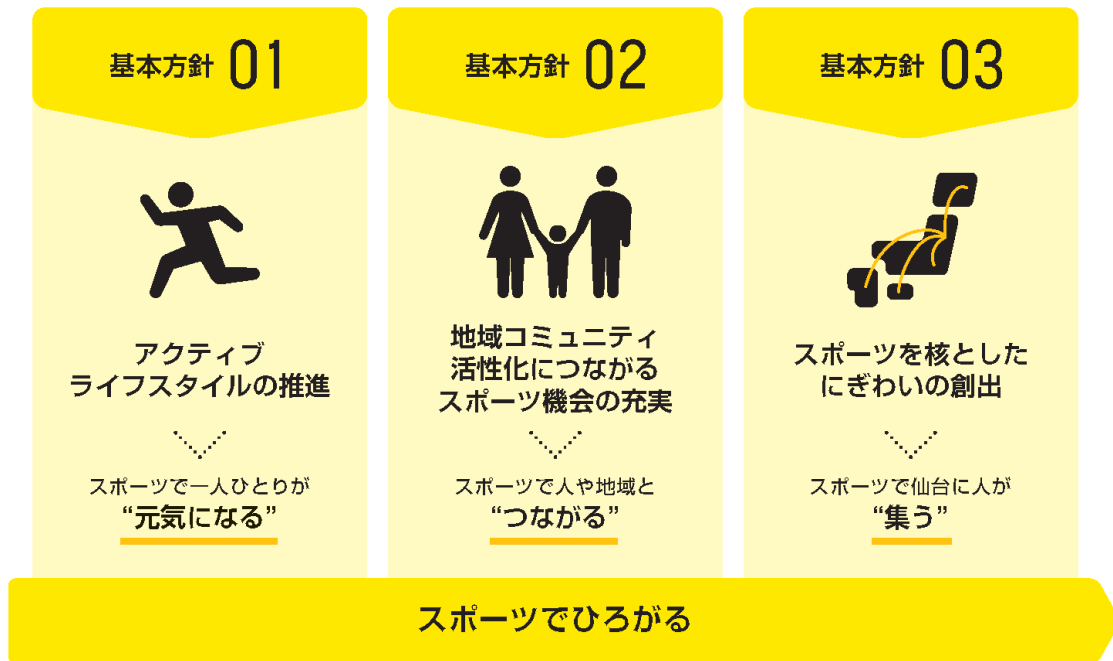 基本方針 01
アクティブ
ライフスタイルの推進
スポーツで一人ひとりが
“元気になる”
基本方針 02
地域コミュニティ
活性化につながる
スポーツ機会の充実
スポーツで人や地域と
“つながる”
基本方針 03
スポーツを核とした
にぎわいの創出
スポーツで仙台に人が
“集う”
スポーツでひろがる